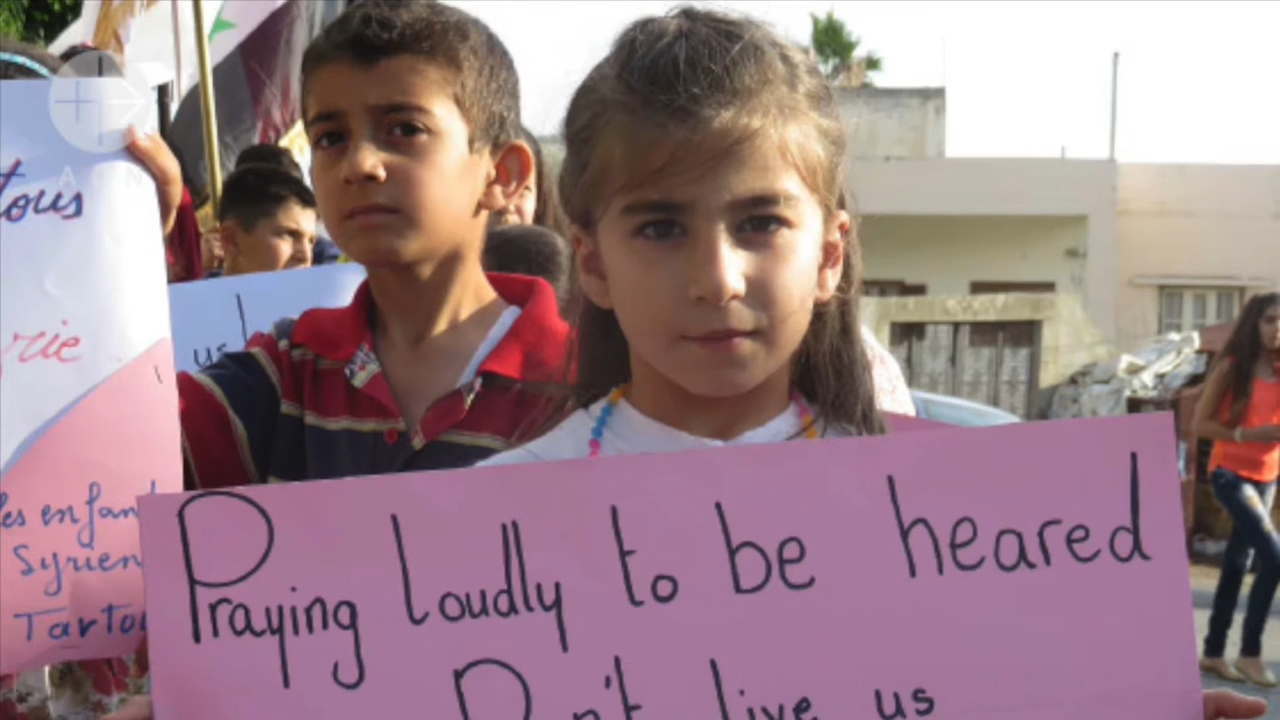 tous
rie
les enfan
Syrien
Tartou
us
Praying loudly to be heared
Don't live us